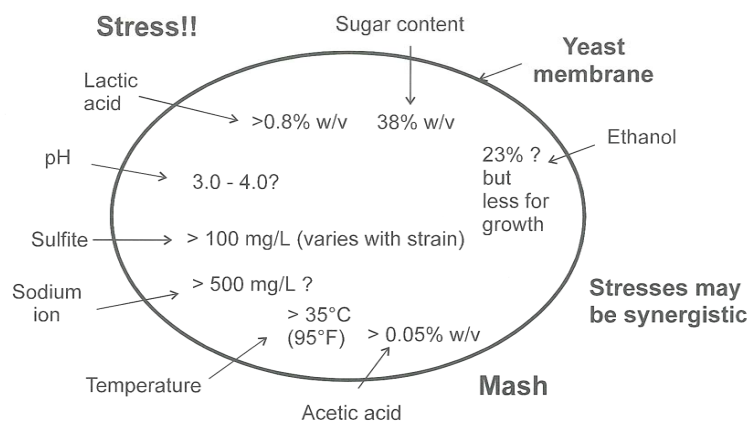 Stress!!
Sugar content
Yeast
membrane
Lactic
acid
>0.8% w/v
38% w/v
Ethanol
23% ?
but
less for
growth
pH
3.0 - 4.0?
Sulfite
> 100 mg/L (varies with strain)
Sodium
ion
> 500 mg/L ?
> 35°C
(95°F)
> 0.05% w/v
Stresses may
be synergistic
Temperature
Mash
Acetic acid